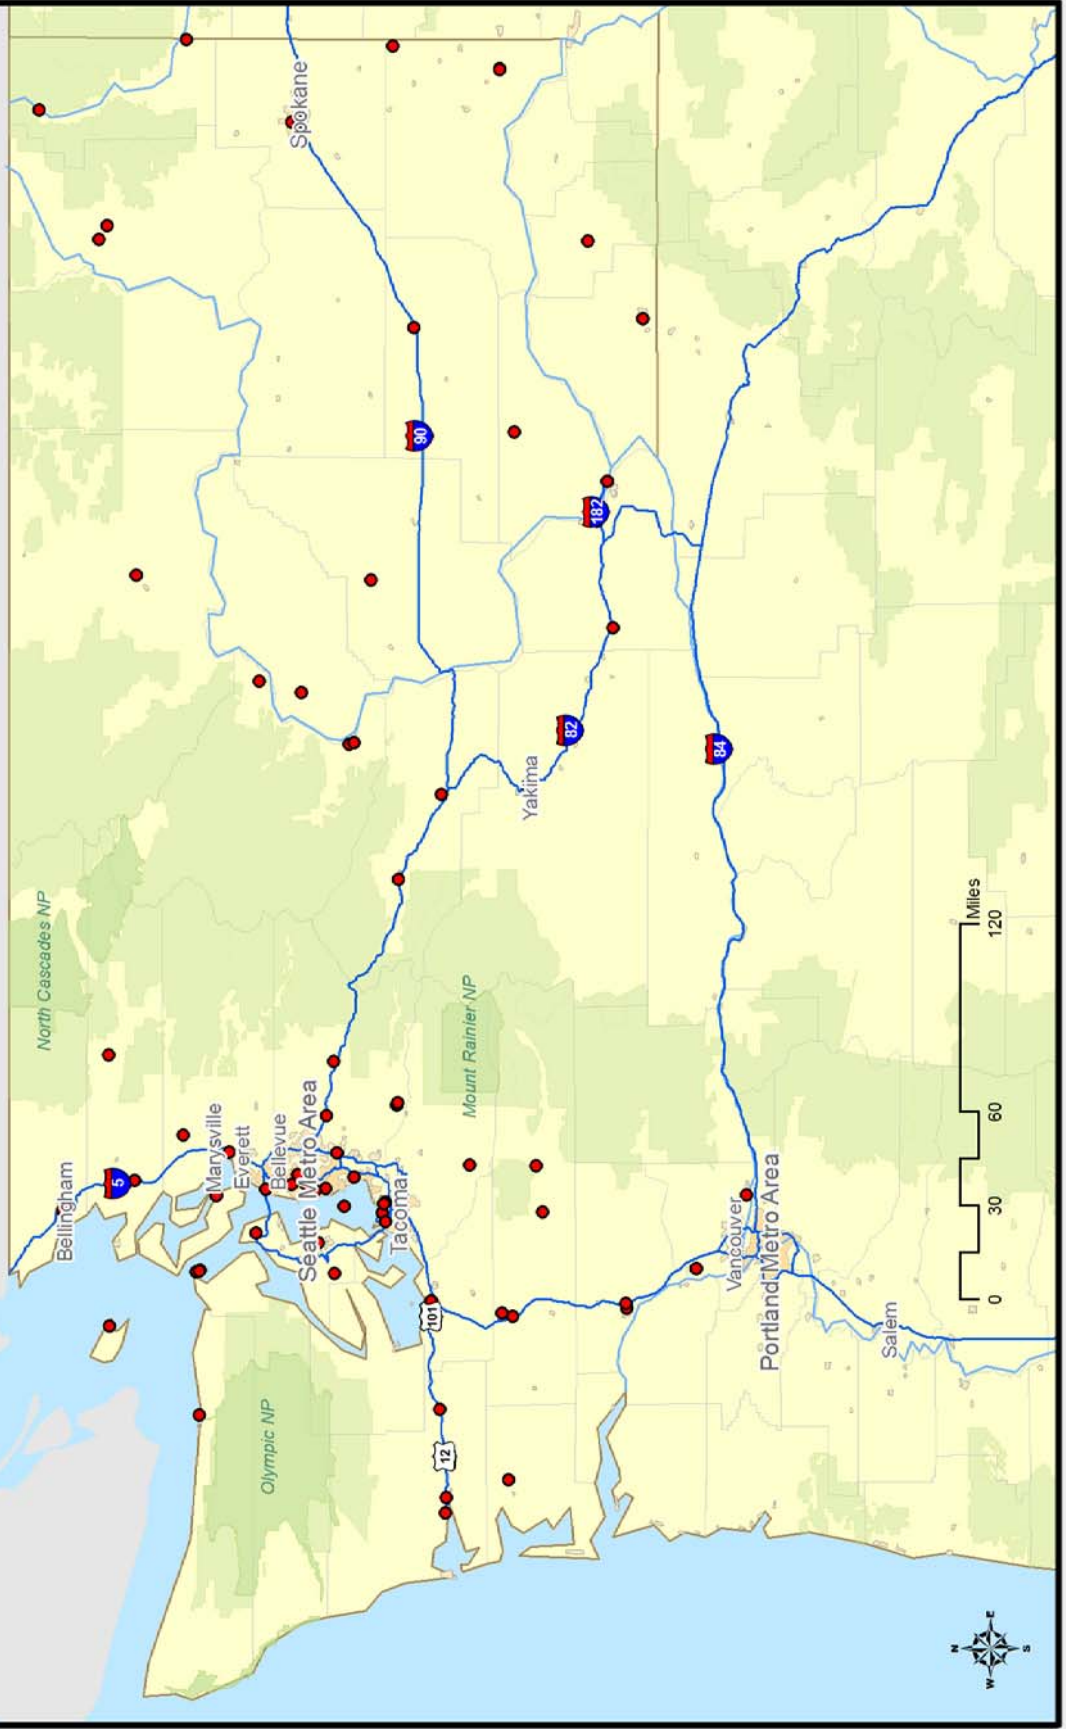 North Cascades NP
Bellingham
5
Marysville
Everett
Bellevue
Seattle Metro Area
Spokane
Olympic NP
Tacoma
90
Mount Rainier NP
101
12
Yakima
82
182
84
Vancouver
Portland Metro Area
Salem
0
30
60
120
Miles
N
W
E
S